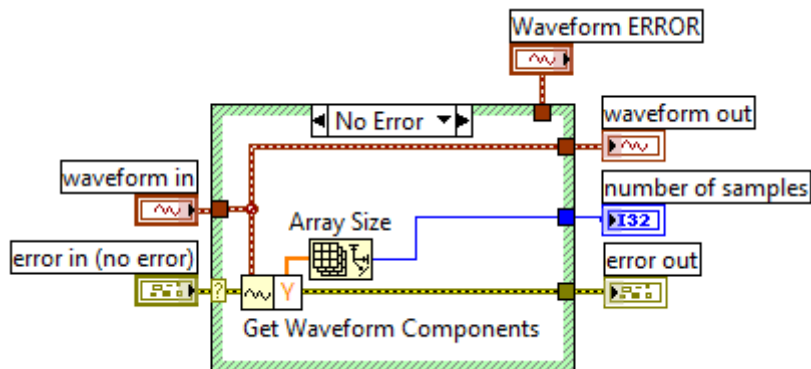 Waveform ERROR
No Error
waveform out
waveform in
number of samples
Array Size
I32
error in (no error)
error out
?
Y
Get Waveform Components